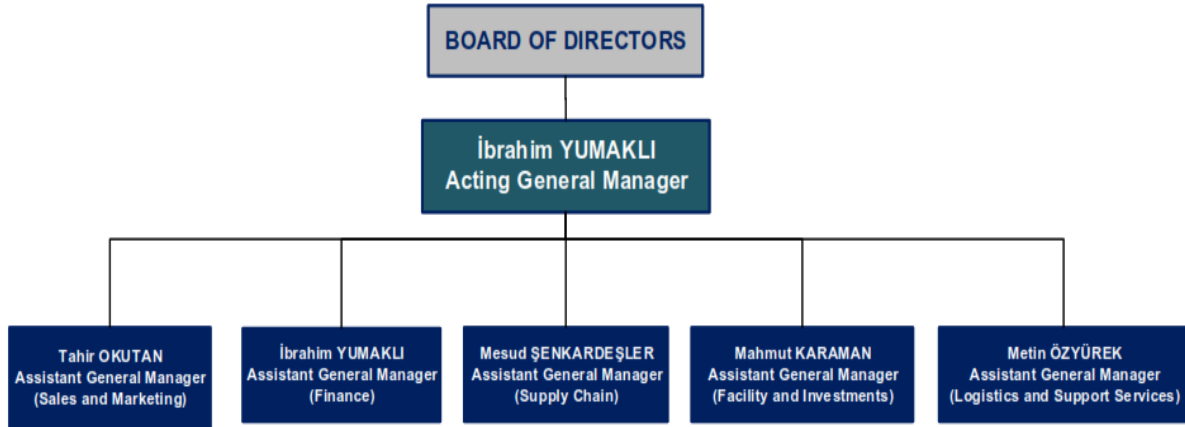 BOARD OF DIRECTORS
İbrahim YUMAKLI
Acting General Manager
Tahir OKUTAN
Assistant General Manager
(Sales and Marketing)
İbrahim YUMAKLI
Assistant General Manager
(Finance)
Mesud ŞENKARDEŞLER
Assistant General Manager
(Supply Chain)
Mahmut KARAMAN
Assistant General Manager
(Facility and Investments)
Metin ÖZYÜREK
Assistant General Manager
(Logistics and Support Services)